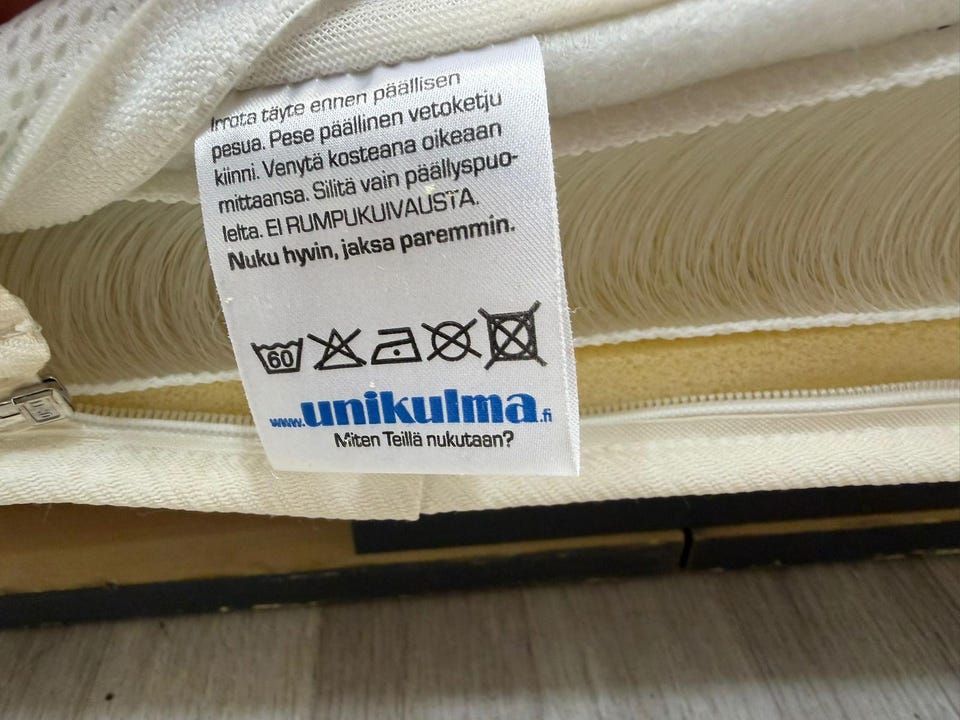 Irrota täyte ennen päällisen
pesua. Pese päällinen vetoketju
kiinni. Venytä kosteana oikeaan
mittaansa. Silitä vain päällyspuo-
lelta. EI RUMPUKUIVAUSTA.
Nuku hyvin, jaksa paremmin.
60
www.unikulma.fi
Miten Teillä nukutaan?